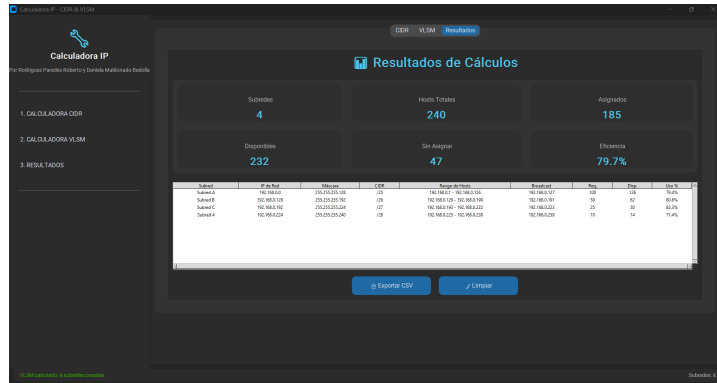 Calculadora IP - CIDR & VLSM
Calculadora IP
Por Rodriguez Paredes Roberto y Daniela Maldonado Bedolla
1. CALCULADORA CIDR
2. CALCULADORA VLSM
3. RESULTADOS
CIDR VLSM Resultados
Resultados de Cálculos
Subredes Hosts Totales Asignados
4 240 185
Disponibles Sin Asignar Eficiencia
232 47 79.7%
Subred IP de Red Máscara CIDR Rango de Hosts Broadcast Req. Disp. Uso %
Subred A 192.168.0.0 255.255.255.128 /25 192.168.0.1 - 192.168.0.126 192.168.0.127 100 126 79.4%
Subred B 192.168.0.128 255.255.255.192 /26 192.168.0.129 - 192.168.0.190 192.168.0.191 50 62 80.6%
Subred C 192.168.0.192 255.255.255.224 /27 192.168.0.193 - 192.168.0.222 192.168.0.223 25 30 83.3%
Subred 4 192.168.0.224 255.255.255.240 /28 192.168.0.225 - 192.168.0.238 192.168.0.239 10 14 71.4%
Exportar CSV Limpiar
VLSM calculado: 4 subredes creadas Subredes: 4